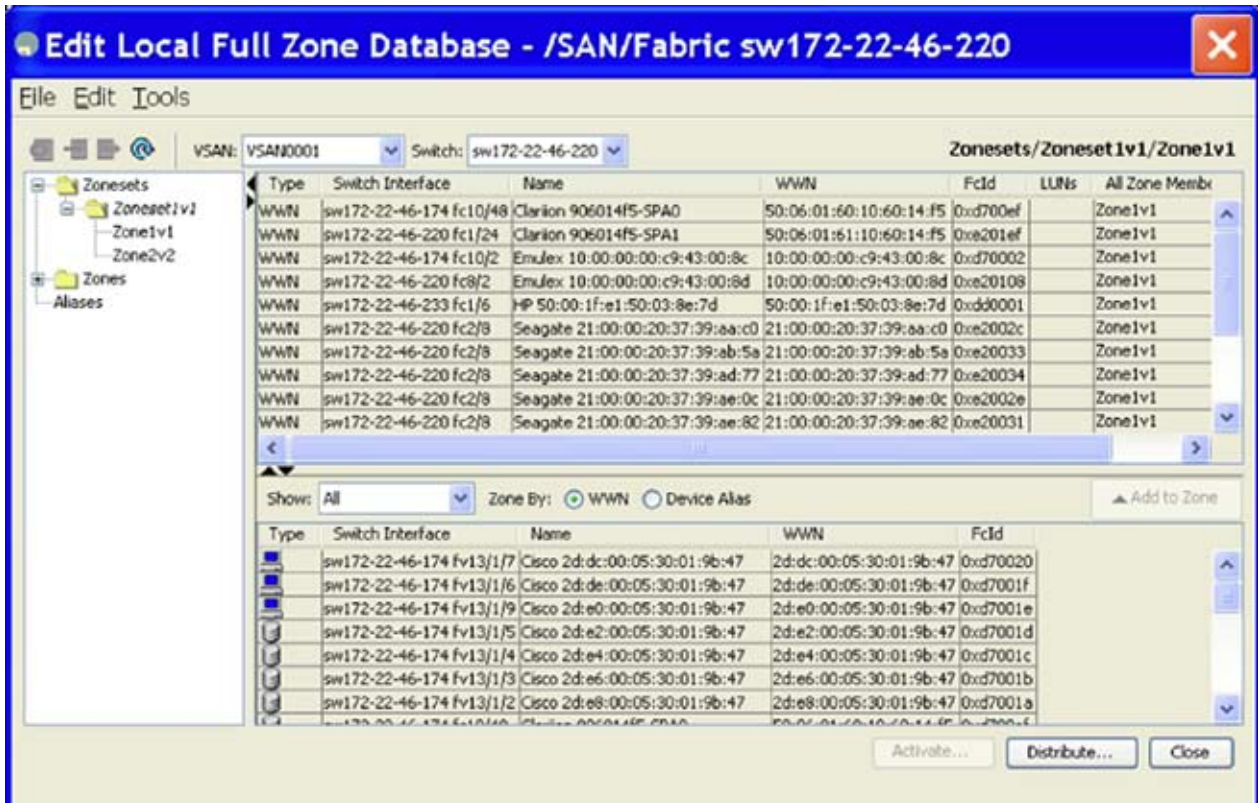 Edit Local Full Zone Database - /SAN/Fabric sw172-22-46-220
File Edit Tools
VSAN: VSAN0001 Switch: sw172-22-46-220 Zonesets/Zoneset1v1/Zone1v1
Zonesets
Zoneset1v1
Zone1v1
Zone2v2
Zones
Aliases
Type Switch Interface Name WWN FcId LUNs All Zone Membe
WWN sw172-22-46-174 fc10/48 Clariion 906014f5-SPA0 50:06:01:60:10:60:14:f5 0xd700ef Zone1v1
WWN sw172-22-46-220 fc1/24 Clariion 906014f5-SPA1 50:06:01:61:10:60:14:f5 0xe201ef Zone1v1
WWN sw172-22-46-174 fc10/2 Emulex 10:00:00:00:c9:43:00:8c 10:00:00:00:c9:43:00:8c 0xd70002 Zone1v1
WWN sw172-22-46-220 fc8/2 Emulex 10:00:00:00:c9:43:00:8d 10:00:00:00:c9:43:00:8d 0xe20108 Zone1v1
WWN sw172-22-46-233 fc1/6 HP 50:00:1f:e1:50:03:8e:7d 50:00:1f:e1:50:03:8e:7d 0xdd0001 Zone1v1
WWN sw172-22-46-220 fc2/8 Seagate 21:00:00:20:37:39:aa:c0 21:00:00:20:37:39:aa:c0 0xe2002c Zone1v1
WWN sw172-22-46-220 fc2/8 Seagate 21:00:00:20:37:39:ab:5a 21:00:00:20:37:39:ab:5a 0xe20033 Zone1v1
WWN sw172-22-46-220 fc2/8 Seagate 21:00:00:20:37:39:ad:77 21:00:00:20:37:39:ad:77 0xe20034 Zone1v1
WWN sw172-22-46-220 fc2/8 Seagate 21:00:00:20:37:39:ae:0c 21:00:00:20:37:39:ae:0c 0xe2002e Zone1v1
WWN sw172-22-46-220 fc2/8 Seagate 21:00:00:20:37:39:ae:82 21:00:00:20:37:39:ae:82 0xe20031 Zone1v1
Show: All Zone By: WWN Device Alias Add to Zone
Type Switch Interface Name WWN FcId
sw172-22-46-174 fv13/1/7 Cisco 2d:dc:00:05:30:01:9b:47 2d:dc:00:05:30:01:9b:47 0xd70020
sw172-22-46-174 fv13/1/6 Cisco 2d:de:00:05:30:01:9b:47 2d:de:00:05:30:01:9b:47 0xd7001f
sw172-22-46-174 fv13/1/9 Cisco 2d:e0:00:05:30:01:9b:47 2d:e0:00:05:30:01:9b:47 0xd7001e
sw172-22-46-174 fv13/1/5 Cisco 2d:e2:00:05:30:01:9b:47 2d:e2:00:05:30:01:9b:47 0xd7001d
sw172-22-46-174 fv13/1/4 Cisco 2d:e4:00:05:30:01:9b:47 2d:e4:00:05:30:01:9b:47 0xd7001c
sw172-22-46-174 fv13/1/3 Cisco 2d:e6:00:05:30:01:9b:47 2d:e6:00:05:30:01:9b:47 0xd7001b
sw172-22-46-174 fv13/1/2 Cisco 2d:e8:00:05:30:01:9b:47 2d:e8:00:05:30:01:9b:47 0xd7001a
Activate... Distribute... Close